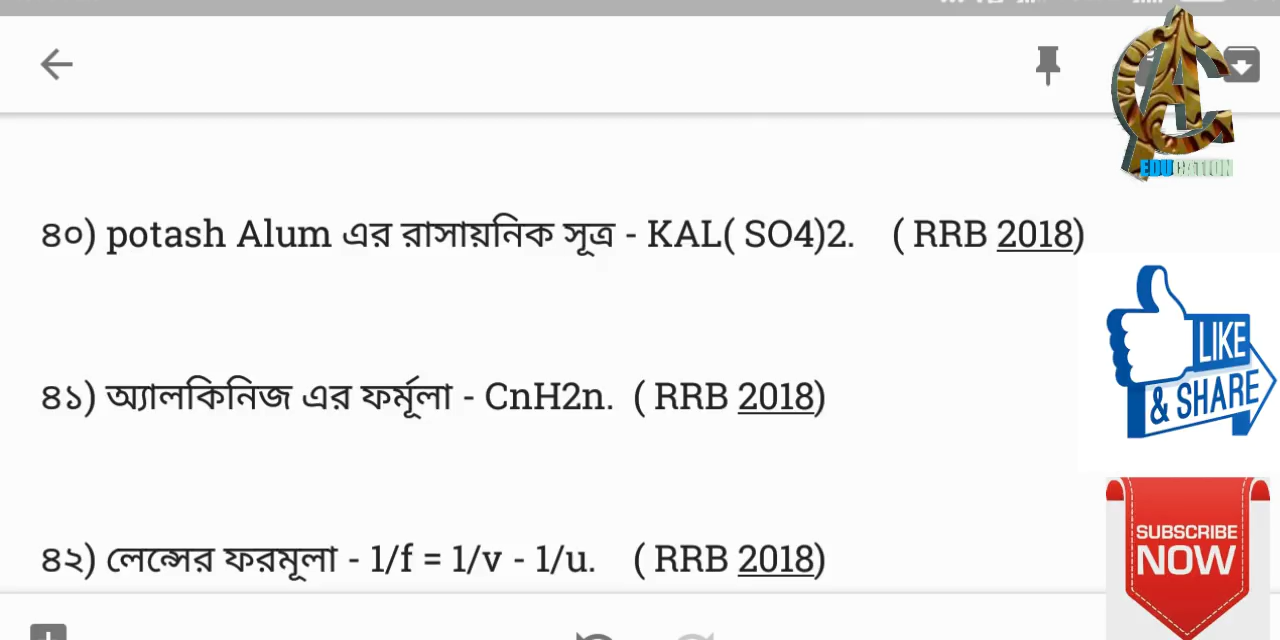 EDUCATION
৪০) potash Alum এর রাসায়নিক সূত্র - KAL( SO4)2. ( RRB 2018)
LIKE
& SHARE
৪১) অ্যালকিনিজ এর ফর্মূলা - CnH2n. ( RRB 2018)
SUBSCRIBE
NOW
৪২) লেন্সের ফরমূলা - 1/f = 1/v - 1/u. ( RRB 2018)